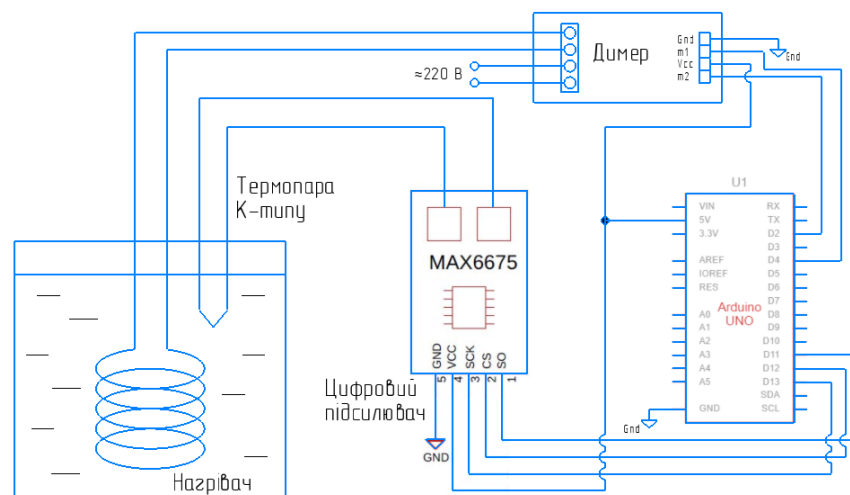 Димер
Gnd
m1
Vcc
m2
Gnd
≈220 В
Термопара
К-типу
MAX6675
GND
VCC
SCK
CS
SO
5
4
3
2
1
GND
Цифровий
підсилювач
Нагрівач
U1
Arduino
UNO
VIN
5V
3.3V
AREF
IOREF
RES
A0
A1
A2
A3
A4
A5
GND
RX
TX
D2
D3
D4
D5
D6
D7
D8
D9
D10
D11
D12
D13
SDA
SCL
Gnd